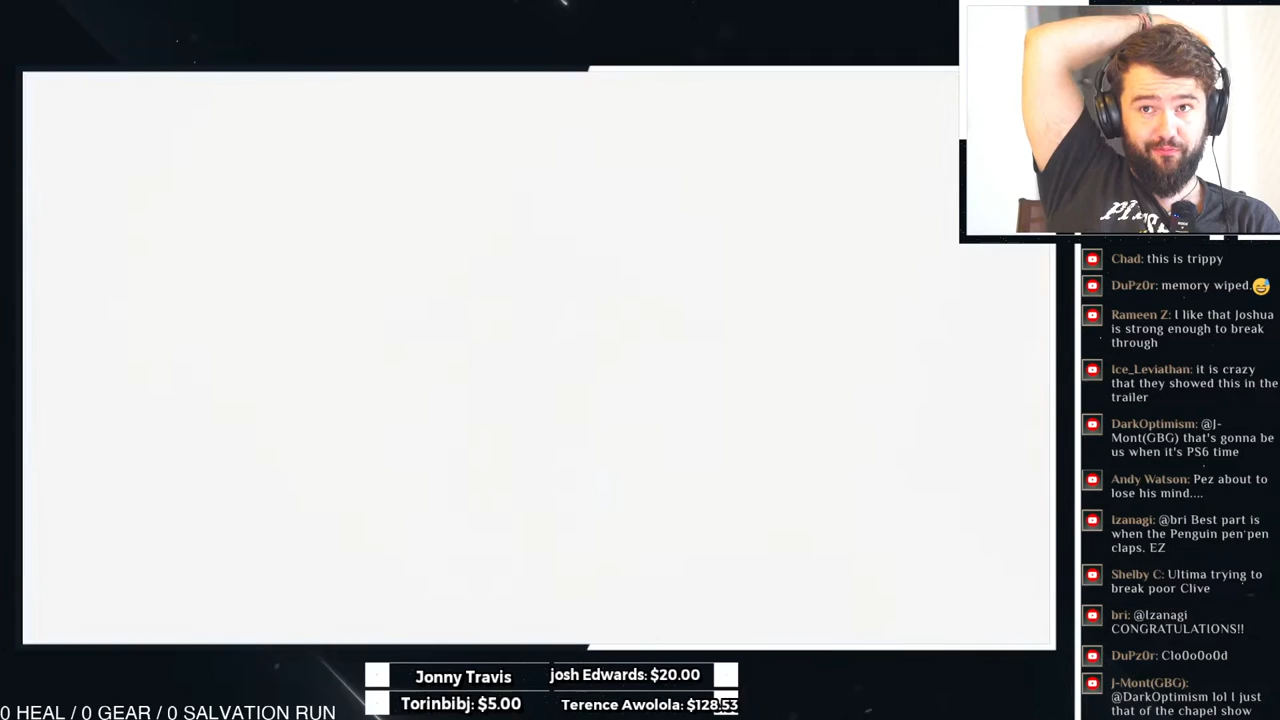 Chad: this is trippy
DuPz0r: memory wiped.
Rameen Z: I like that Joshua
is strong enough to break
through
Ice_Leviathan: it is crazy
that they showed this in the
trailer
DarkOptimism: @J-
Mont(GBG) that's gonna be
us when it's PS6 time
Andy Watson: Pez about to
lose his mind....
Izanagi: @bri Best part is
when the Penguin pen pen
claps. EZ
Shelby C: Ultima trying to
break poor Clive
bri: @Izanagi
CONGRATULATIONS!!
DuPz0r: Clo0o0o0d
J-Mont(GBG):
@DarkOptimism lol I just
that of the chapel show
Jonny Travis
josh Edwards: $20.00
Torinbibj: $5.00
Terence Awolola: $128.53
0 HEAL / 0 GEAR / 0 SALVATION RUN